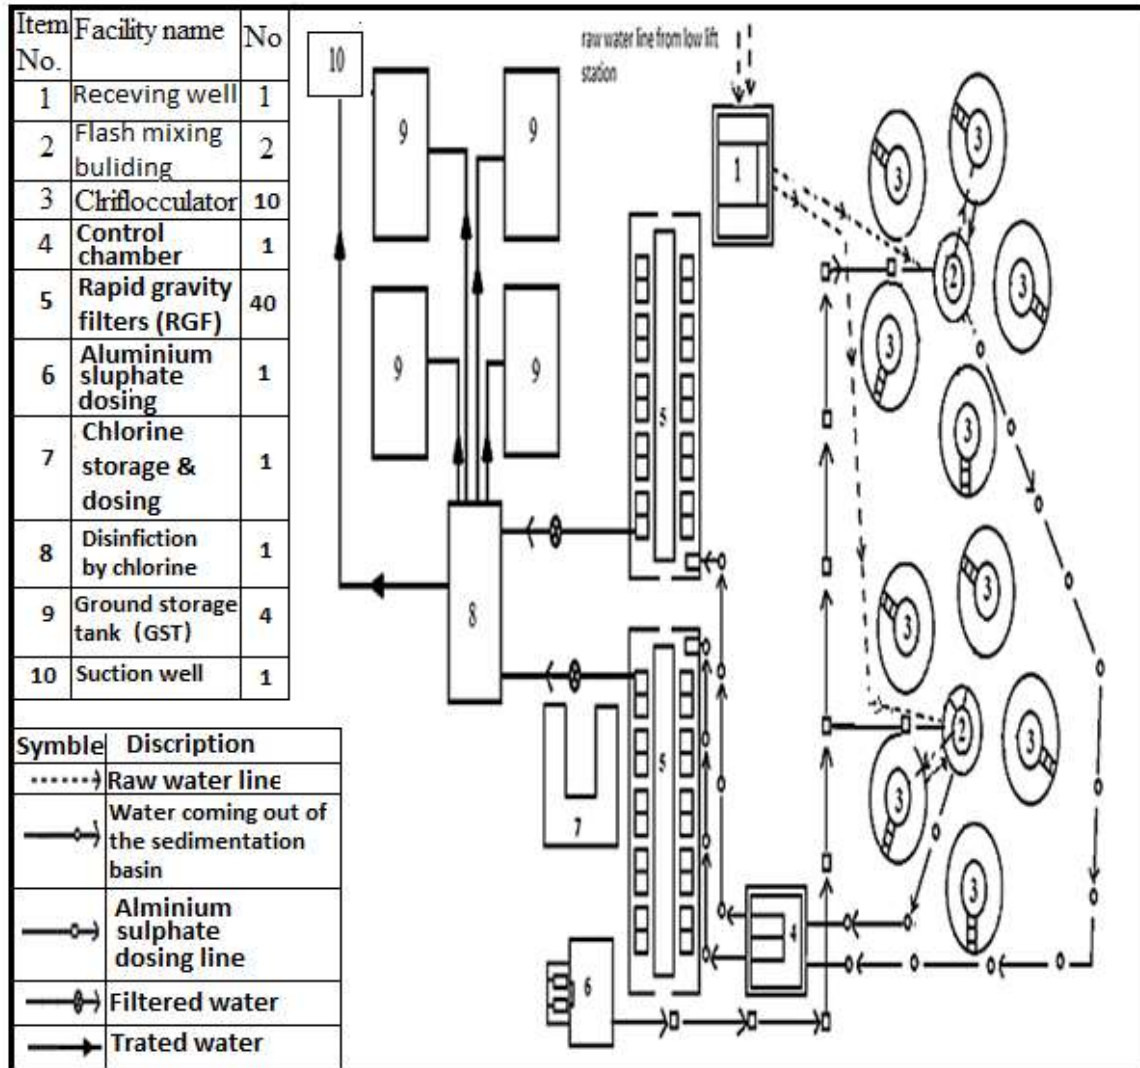 Item Facility name No
No.
1 Receving well 1
2 Flash mixing 2
buliding
3 Clriflocculator 10
4 Control 1
chamber
5 Rapid gravity 40
filters (RGF)
6 Aluminium 1
sluphate
dosing
7 Chlorine 1
storage &
dosing
8 Disinfiction 1
by chlorine
9 Ground storage 4
tank (GST)
10 Suction well 1
Symble Discription
Raw water line
Water coming out of
the sedimentation
basin
Alminium
sulphate
dosing line
Filtered water
Trated water
raw water line from low lift
station
10
9
9
9
9
8
7
6
5
5
4
1
2
2
3
3
3
3
3
3
3
3
3
3